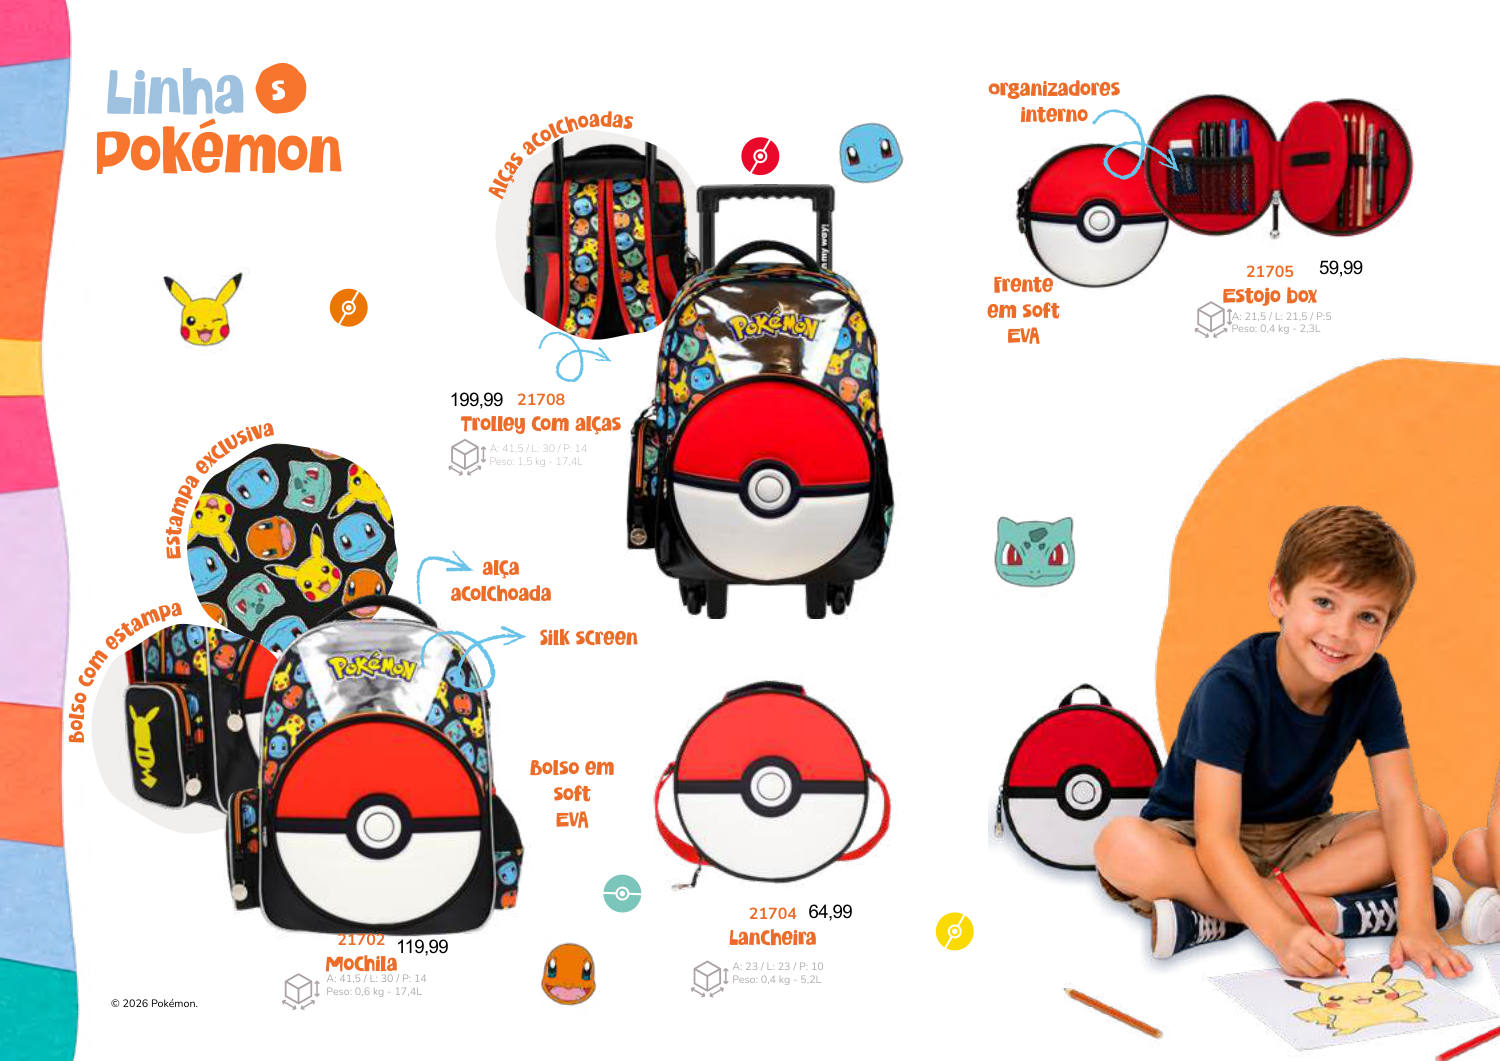 Linha S
Pokémon
Alças acolchoadas
organizadores
interno
Frente
em soft
EVA
21705 59,99
Estojo box
A: 21,5 / L: 21,5 / P:5
Peso: 0,4 kg - 2,3L
POKéMON
199,99 21708
Trolley com alças
A: 41,5 / L: 30 / P: 14
Peso: 1,5 kg - 17,4L
Estampa exclusiva
Bolso com estampa
alça
acolchoada
Silk screen
POKéMON
Bolso em
soft
EVA
21702 119,99
Mochila
A: 41,5 / L: 30 / P: 14
Peso: 0,6 kg - 17,4L
21704 64,99
Lancheira
A: 23 / L: 23 / P: 10
Peso: 0,4 kg - 5,2L
© 2026 Pokémon.